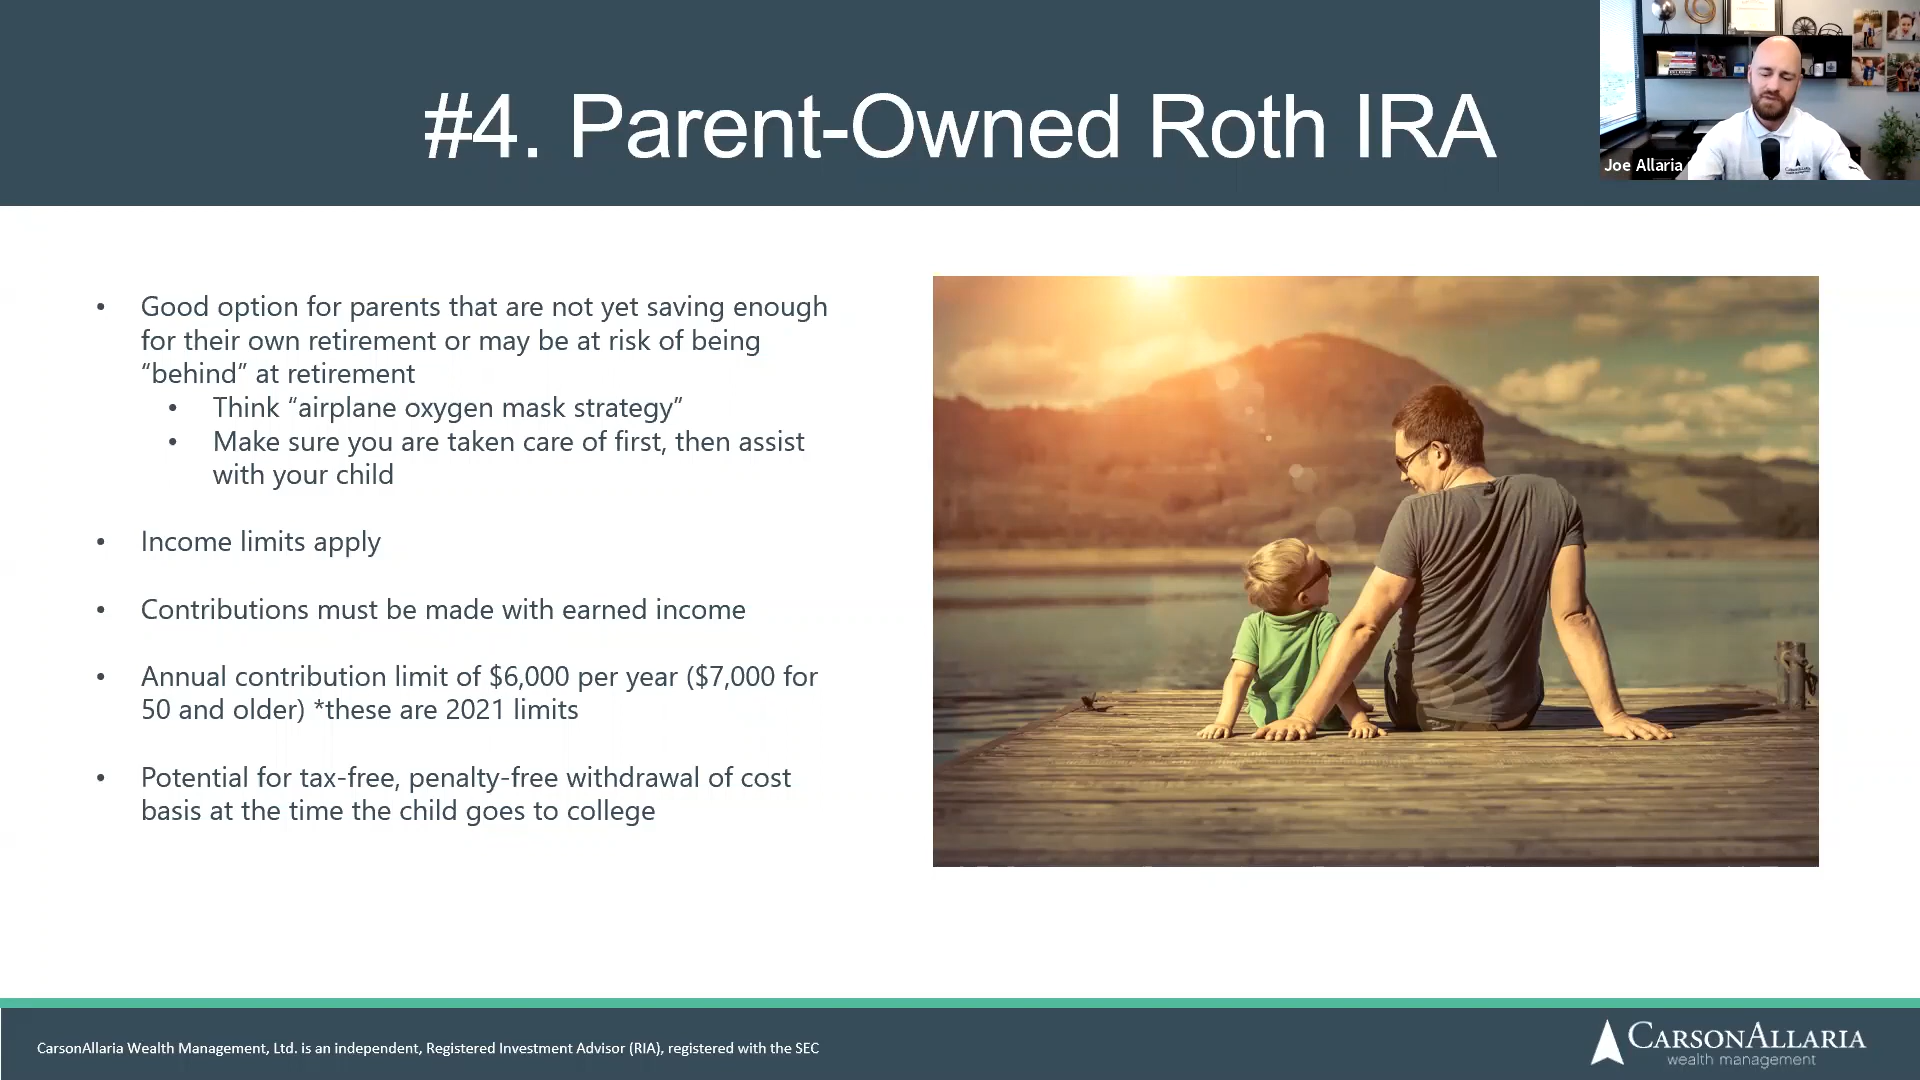 #4. Parent-Owned Roth IRA
Joe Allaria
• Good option for parents that are not yet saving enough
for their own retirement or may be at risk of being
“behind” at retirement
• Think “airplane oxygen mask strategy”
• Make sure you are taken care of first, then assist
with your child
• Income limits apply
• Contributions must be made with earned income
• Annual contribution limit of $6,000 per year ($7,000 for
50 and older) *these are 2021 limits
• Potential for tax-free, penalty-free withdrawal of cost
basis at the time the child goes to college
CarsonAllaria Wealth Management, Ltd. is an independent, Registered Investment Advisor (RIA), registered with the SEC
CARSONALLARIA
wealth management